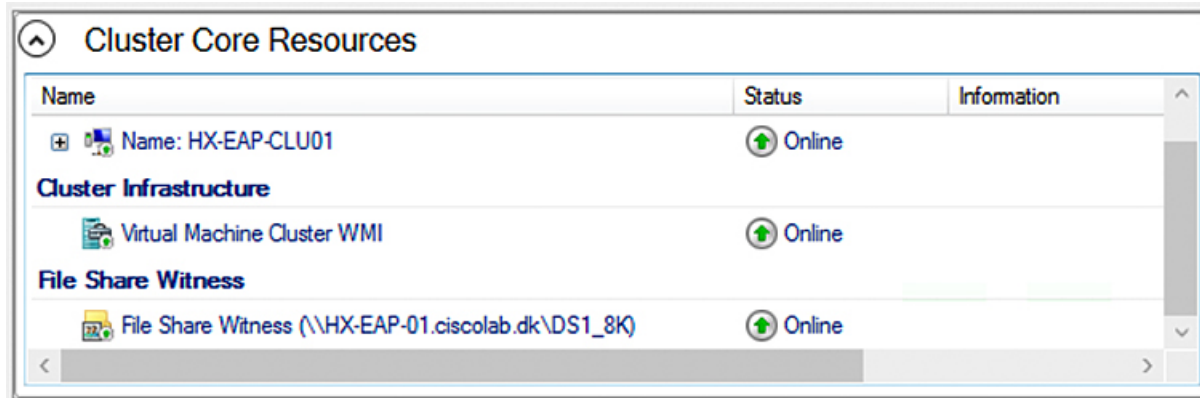 Cluster Core Resources
Name Status Information
Name: HX-EAP-CLU01 Online
Cluster Infrastructure
Virtual Machine Cluster WMI Online
File Share Witness
File Share Witness (\\HX-EAP-01.ciscolab.dk\DS1_8K) Online